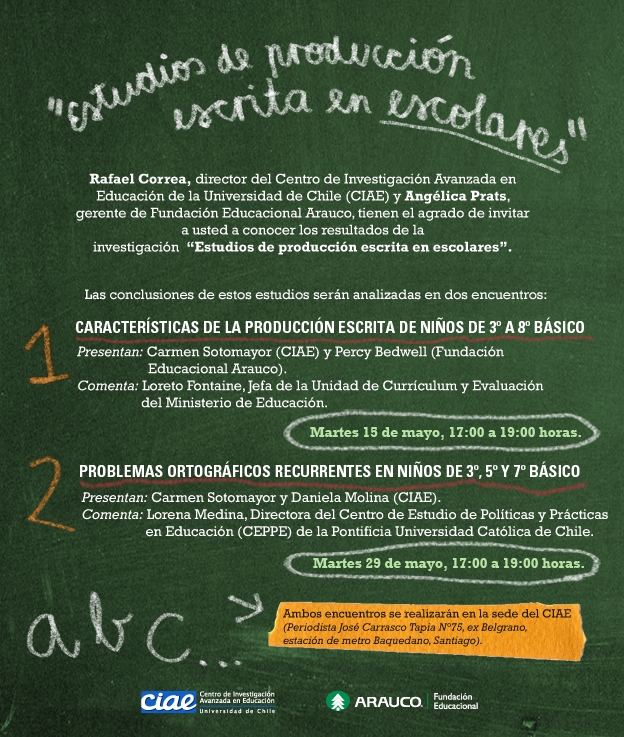 "Estudios de producción
escrita en escolares"
Rafael Correa, director del Centro de Investigación Avanzada en
Educación de la Universidad de Chile (CIAE) y Angélica Prats,
gerente de Fundación Educacional Arauco, tienen el agrado de invitar
a usted a conocer los resultados de la
investigación "Estudios de producción escrita en escolares".
Las conclusiones de estos estudios serán analizadas en dos encuentros:
1
CARACTERÍSTICAS DE LA PRODUCCIÓN ESCRITA DE NIÑOS DE 3º A 8º BÁSICO
Presentan: Carmen Sotomayor (CIAE) y Percy Bedwell (Fundación
Educacional Arauco).
Comenta: Loreto Fontaine, Jefa de la Unidad de Currículum y Evaluación
del Ministerio de Educación.
Martes 15 de mayo, 17:00 a 19:00 horas.
2
PROBLEMAS ORTOGRÁFICOS RECURRENTES EN NIÑOS DE 3º, 5º Y 7º BÁSICO
Presentan: Carmen Sotomayor y Daniela Molina (CIAE).
Comenta: Lorena Medina, Directora del Centro de Estudio de Políticas y Prácticas
en Educación (CEPPE) de la Pontificia Universidad Católica de Chile.
Martes 29 de mayo, 17:00 a 19:00 horas.
a b c...
Ambos encuentros se realizarán en la sede del CIAE
(Periodista José Carrasco Tapia Nº75, ex Belgrano,
estación de metro Baquedano, Santiago).
ciae
Centro de Investigación
Avanzada en Educación
Universidad de Chile
ARAUCO
Fundación
Educacional